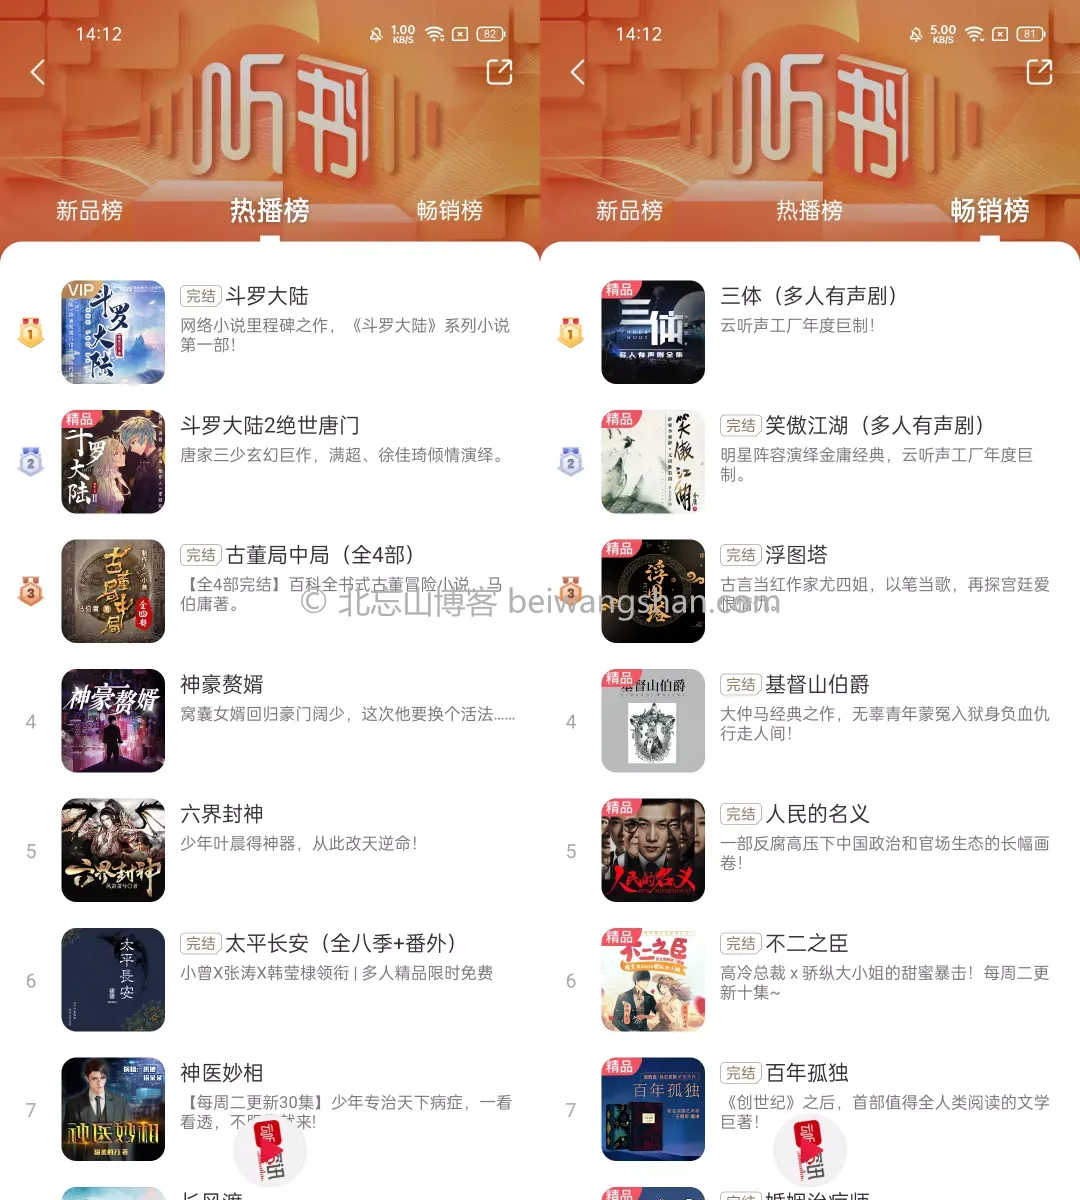 14:12
1.00
KB/S
82
听书
新品榜
热播榜
畅销榜
1
VIP
斗罗大陆
完结 斗罗大陆
网络小说里程碑之作，《斗罗大陆》系列小说
第一部！
2
精品
斗罗大陆II
斗罗大陆2绝世唐门
唐家三少玄幻巨作，满超、徐佳琦倾情演绎。
3
古董局中局
马伯庸 著
全四部
完结 古董局中局（全4部）
【全4部完结】百科全书式古董冒险小说，马
伯庸著。
4
神豪赘婿
神豪赘婿
窝囊女婿回归豪门阔少，这次他要换个活法……
5
六界封神
六界封神
少年叶晨得神器，从此改天逆命！
6
太平長安
完结 太平长安（全八季+番外）
小曾X张涛X韩莹棣领衔 | 多人精品限时免费
7
神医妙相
神医妙相
【每周二更新30集】少年专治天下病症，一看
看透，不
就来!
长风渡
14:12
5.00
KB/S
81
听书
新品榜
热播榜
畅销榜
1
精品
三体
多人有声剧全集
三体（多人有声剧）
云听声工厂年度巨制！
2
精品
笑傲江湖
完结 笑傲江湖（多人有声剧）
明星阵容演绎金庸经典，云听声工厂年度巨
制。
3
精品
浮图塔
完结 浮图塔
古言当红作家尤四姐，以笔当歌，再探宫廷爱
恨情仇。
4
精品
基督山伯爵
完结 基督山伯爵
大仲马经典之作，无辜青年蒙冤入狱身负血仇
行走人间！
5
精品
人民的名义
完结 人民的名义
一部反腐高压下中国政治和官场生态的长幅画
卷！
6
精品
不二之臣
完结 不二之臣
高冷总裁 x 骄纵大小姐的甜蜜暴击！每周二更
新十集~
7
精品
百年孤独
完结 百年孤独
《创世纪》之后，首部值得全人类阅读的文学
巨著！
精品
完结 婚姻治疗师
© 北忘山博客 beiwangshan.com